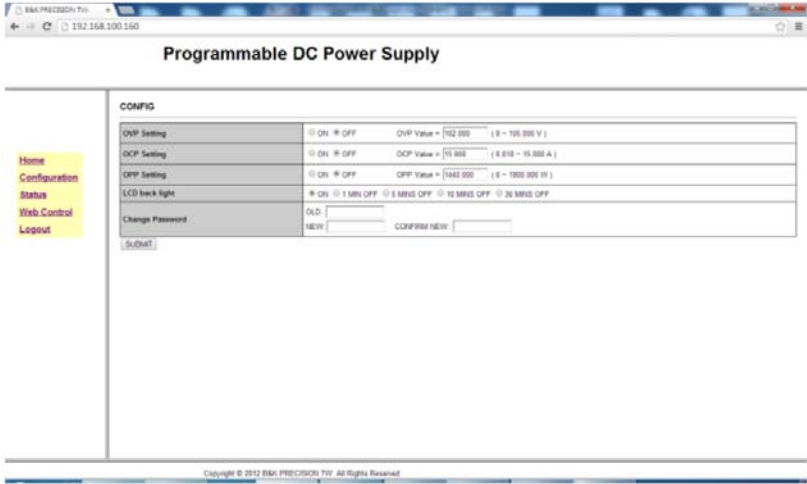 B&K PRECISION TW.
192.168.100.160
Programmable DC Power Supply
CONFIG
OVP Setting ON OFF OVP Value = 102.000 ( 0 ~ 105.000 V )
OCP Setting ON OFF OCP Value = ( 0.010 ~ 15.000 A )
OPP Setting ON OFF OPP Value = 1440.000 ( 0 ~ 1800.000 W )
LCD back light ON 1 MIN OFF 5 MINS OFF 10 MINS OFF 30 MINS OFF
Change Password OLD:
NEW: CONFIRM NEW:
SUBMIT
Home
Configuration
Status
Web Control
Logout
Copyright © 2012 B&K PRECISION TW. All Rights Reserved.